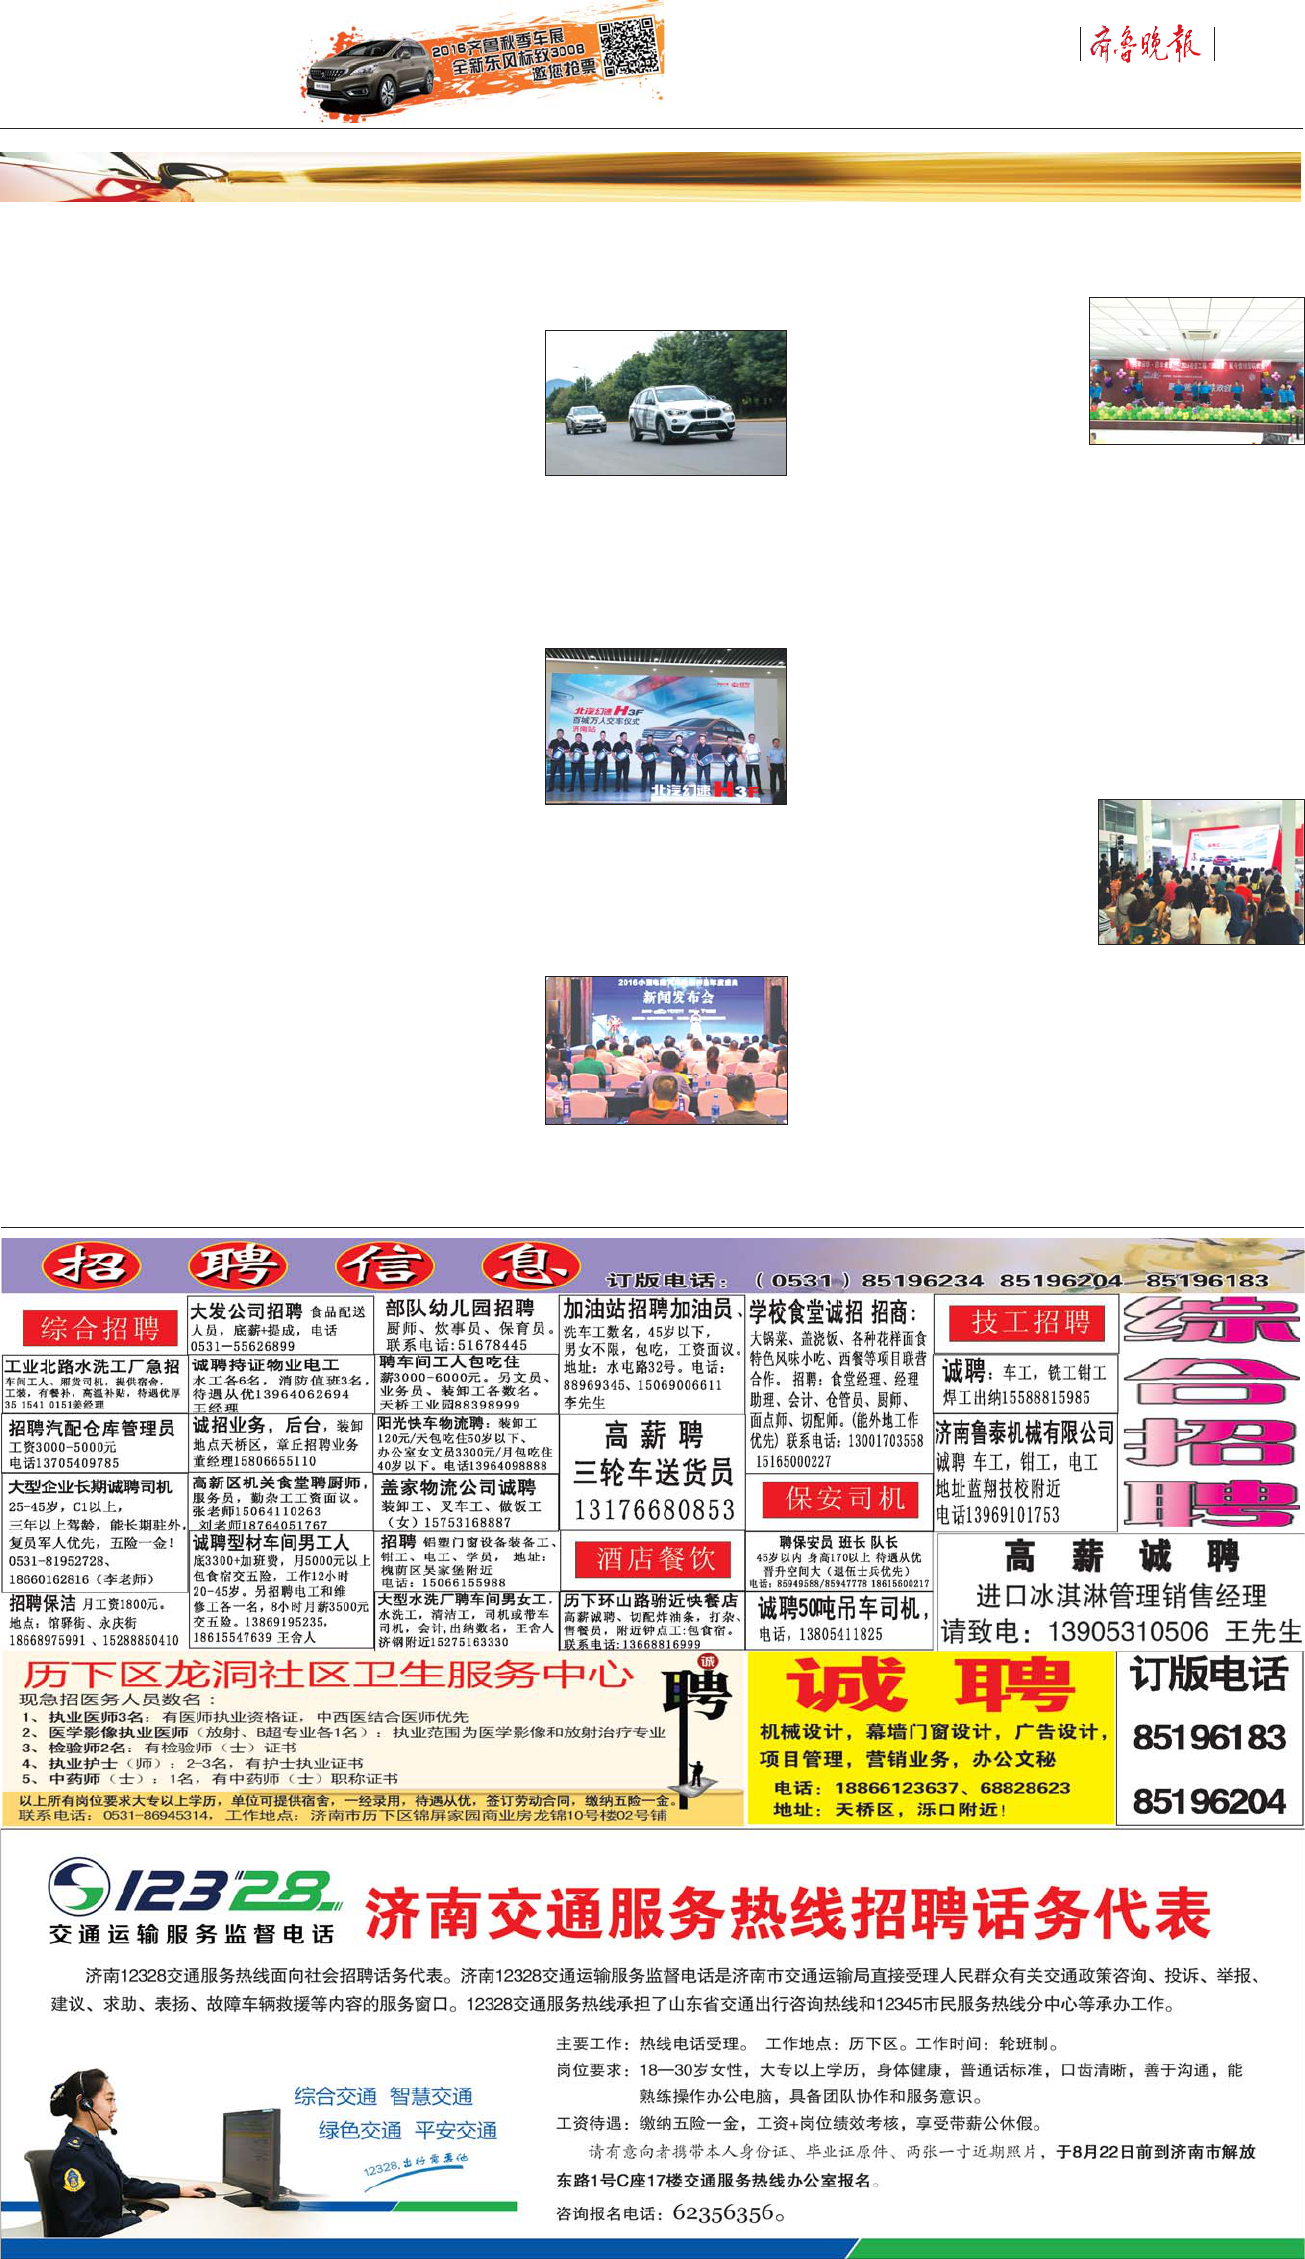 2016齐鲁秋季车展
全新东风标致3008
邀您抢票
齐鲁晚报
北汽幻速H3F
百城万人交车仪式
济南站
北汽幻速H3F
新闻发布会
招聘信息
订版电话：（0531）85196234 85196204 85196183
综合招聘
工业北路水洗工厂急招
车间工人、厢货司机，提供宿舍，
工装，有餐补，高温补贴，待遇优厚
35 1541 0151姜经理
招聘汽配仓库管理员
工资3000-5000元
电话13705409785
大型企业长期诚聘司机
25-45岁，C1以上，
三年以上驾龄，能长期驻外，
复员军人优先，五险一金！
0531-81952728、
18660162816（李老师）
招聘保洁 月工资1800元。
地点：馆驿街、永庆街
18668975991、15288850410
大发公司招聘 食品配送
人员，底薪+提成，电话
0531—55626899
诚聘持证物业电工
水工各6名，消防值班3名，
待遇从优13964062694
王经理
诚招业务，后台，装卸
地点天桥区，章丘招聘业务
董经理15806655110
高新区机关食堂聘厨师，
服务员，勤杂工工资面议。
张老师15064110263
刘老师18764051767
诚聘型材车间男工人
底3300+加班费，月5000元以上
包食宿交五险，工作12小时
20-45岁。另招聘电工和维
修工各一名，8小时月薪3500元
交五险。13869195235，
18615547639 王舍人
部队幼儿园招聘
厨师、炊事员、保育员。
联系电话:51678445
聘车间工人包吃住
薪3000-6000元。另文员、
业务员、装卸工各数名。
天桥工业园88398999
阳光快车物流聘：装卸工
120元/天包吃住50岁以下、
办公室女文员3300元/月包吃住
40岁以下。电话13964098888
盖家物流公司诚聘
装卸工、叉车工、做饭工
（女）15753168887
招聘 铝塑门窗设备装备工、
钳工、电工、学员， 地址：
槐荫区吴家堡附近
电话：15066155988
大型水洗厂聘车间男女工，
水洗工，清洁工，司机或带车
司机，会计，出纳数名，王舍人
济钢附近15275163330
加油站招聘加油员、
洗车工数名，45岁以下，
男女不限，包吃，工资面议。
地址：水屯路32号。电话：
88969345、15069006611
李先生
高薪聘
三轮车送货员
13176680853
酒店餐饮
历下环山路驸近快餐店
高薪诚聘、切配炸油条，打杂、
售餐员，附近钟点工：包食宿。
联系电话:13668816999
学校食堂诚招 招商：
大锅菜、盖浇饭、各种花样面食
特色风味小吃、西餐等项目联营
合作。 招聘：食堂经理、经理
助理、会计、仓管员、厨师、
面点师、切配师。（能外地工作
优先）联系电话：13001703558
15165000227
保安司机
聘保安员 班长 队长
45岁以内 身高170以上 待遇从优
晋升空间大（退伍士兵优先）
电话：85949588/85947778 18615600217
诚聘50吨吊车司机，
电话，13805411825
技工招聘
诚聘：车工，铣工钳工
焊工出纳15588815985
济南鲁泰机械有限公司
诚聘 车工，钳工，电工
地址蓝翔技校附近
电话13969101753
综合招聘
高薪诚聘
进口冰淇淋管理销售经理
请致电：13905310506 王先生
历下区龙洞社区卫生服务中心
现急招医务人员数名：
1、执业医师3名：有医师执业资格证，中西医结合医师优先
2、医学影像执业医师（放射、B超专业各1名）：执业范围为医学影像和放射治疗专业
3、检验师2名：有检验师（士）证书
4、执业护士（师）：2-3名，有护士执业证书
5、中药师（士）：1名，有中药师（士）职称证书
以上所有岗位要求大专以上学历，单位可提供宿舍，一经录用，待遇从优，签订劳动合同，缴纳五险一金。
联系电话：0531-86945314，工作地点：济南市历下区锦屏家园商业房龙锦10号楼02号铺
诚
聘
诚聘
机械设计，幕墙门窗设计，广告设计，
项目管理，营销业务，办公文秘
电话：18866123637、68828623
地址：天桥区，泺口附近！
订版电话
85196183
85196204
12328
交通运输服务监督电话
济南交通服务热线招聘话务代表
济南12328交通服务热线面向社会招聘话务代表。济南12328交通运输服务监督电话是济南市交通运输局直接受理人民群众有关交通政策咨询、投诉、举报、
建议、求助、表扬、故障车辆救援等内容的服务窗口。12328交通服务热线承担了山东省交通出行咨询热线和12345市民服务热线分中心等承办工作。
主要工作：热线电话受理。 工作地点：历下区。工作时间：轮班制。
岗位要求：18—30岁女性，大专以上学历，身体健康，普通话标准，口齿清晰，善于沟通，能
熟练操作办公电脑，具备团队协作和服务意识。
工资待遇：缴纳五险一金，工资+岗位绩效考核，享受带薪公休假。
请有意向者携带本人身份证、毕业证原件、两张一寸近期照片，于8月22日前到济南市解放
东路1号C座17楼交通服务热线办公室报名。
咨询报名电话：62356356。
综合交通 智慧交通
绿色交通 平安交通
12328，出行需要他